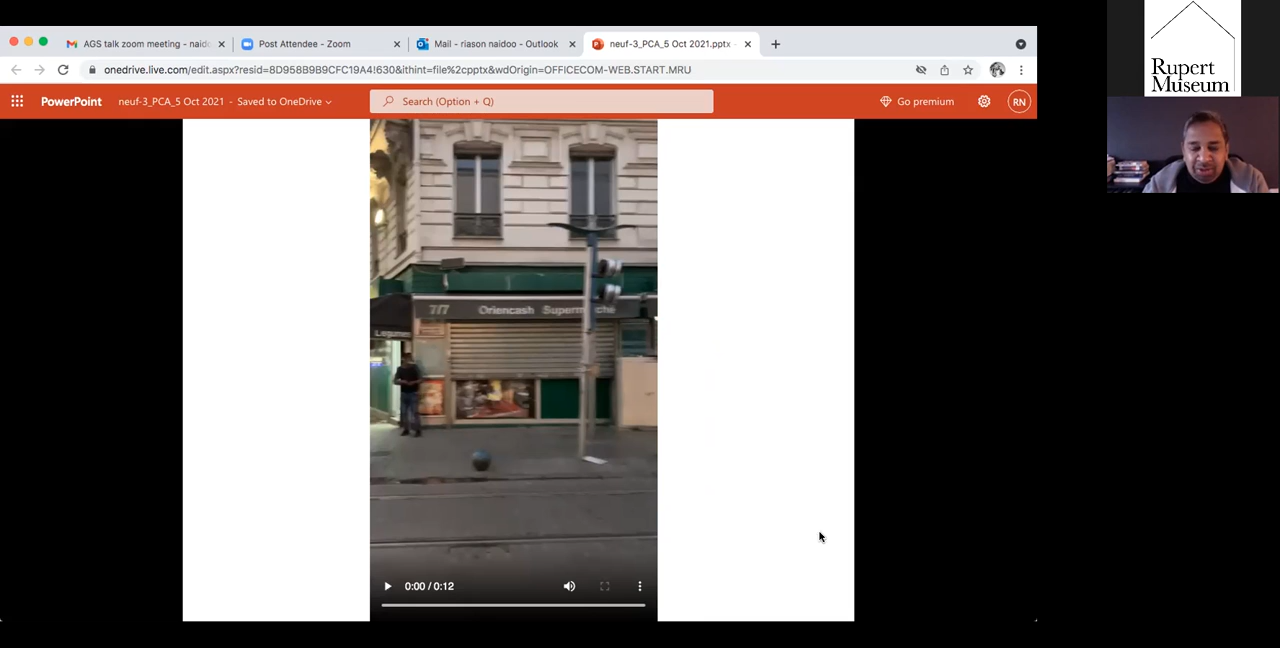 AGS talk zoom meeting - naid
Post Attendee - Zoom
Mail - riason naidoo - Outlook
neuf-3_PCA_5 Oct 2021.pptx -
onedrive.live.com/edit.aspx?resid=8D958B9B9CFC19A4!630&ithint=file%2cpptx&wdOrigin=OFFICECOM-WEB.START.MRU
PowerPoint
neuf-3_PCA_5 Oct 2021 - Saved to OneDrive
Search (Option + Q)
Go premium
RN
Rupert
Museum
7/7 Oriencash
Legumes
0:00 / 0:12